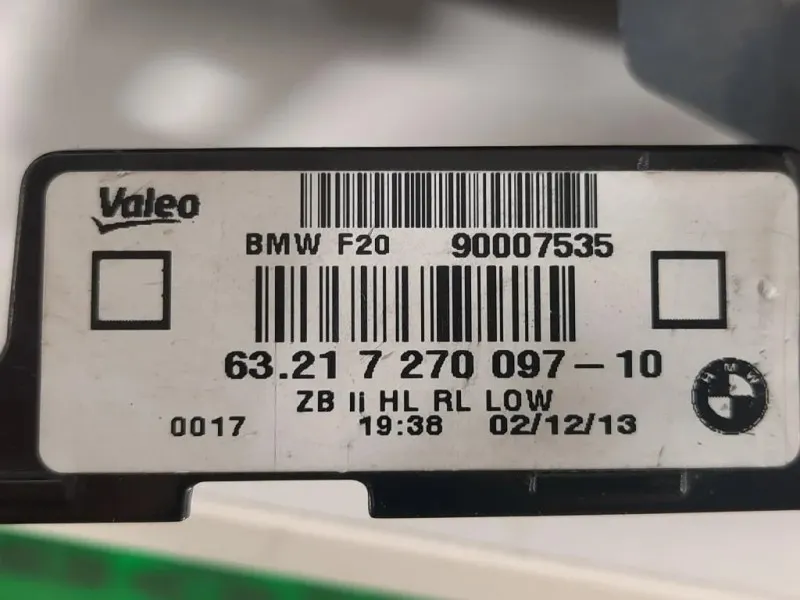 Valeo
BMW F20 90007535
63.21 7 270 097-10
ZB li HL RL LOW
0017 19:38 02/12/13
BMW